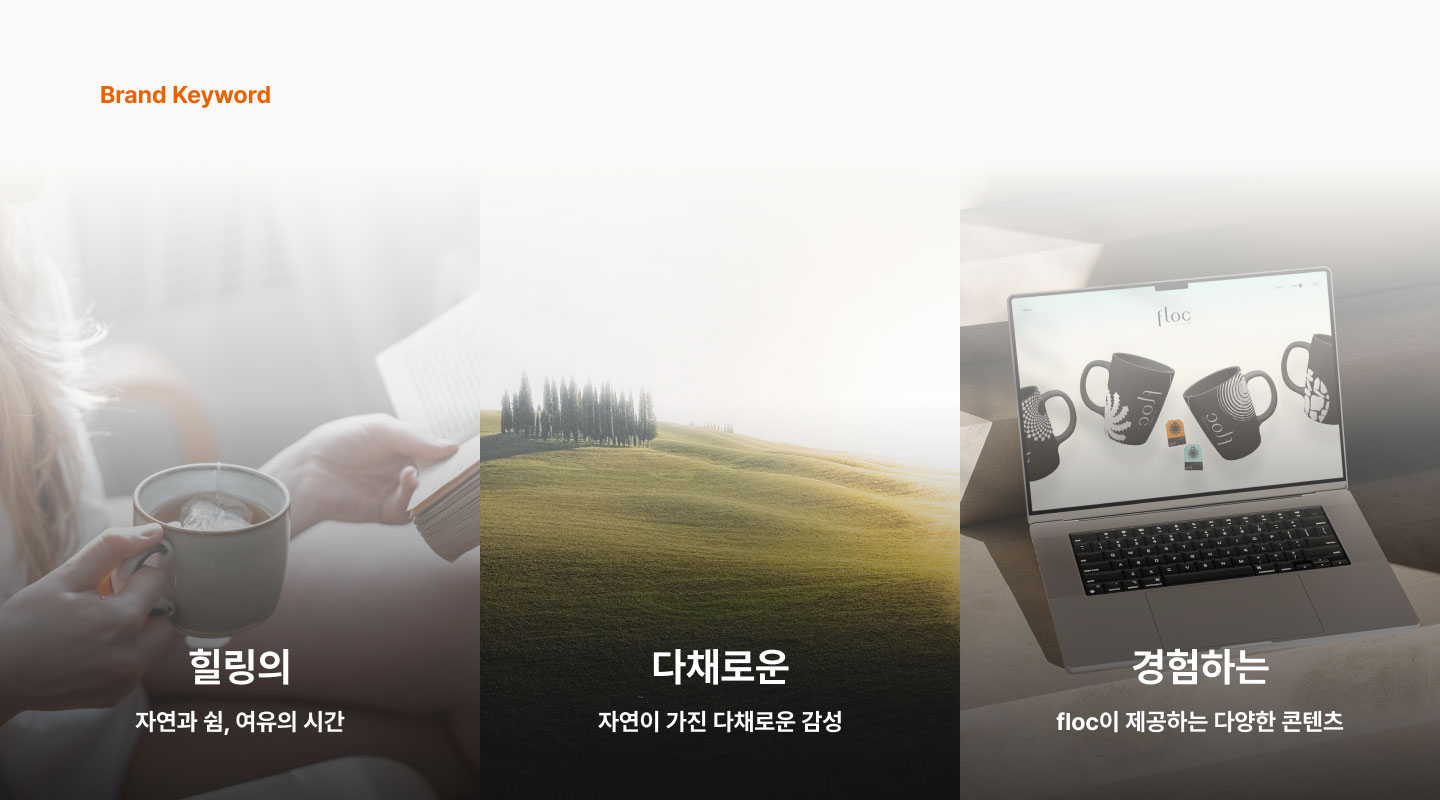 Brand Keyword
floc
floc
floc
힐링의
자연과 쉼, 여유의 시간
다채로운
자연이 가진 다채로운 감성
경험하는
floc이 제공하는 다양한 콘텐츠